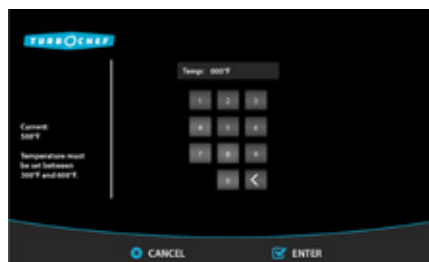 TURBOCHEF
Temp: 000°F
1 2 3
4 5 6
7 8 9
0 <
Current:
500°F
Temperature must
be set between
300°F and 600°F.
CANCEL
ENTER